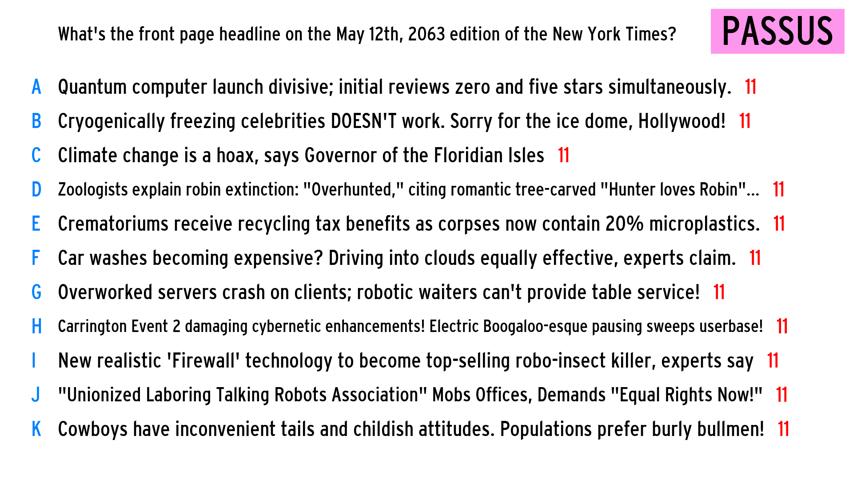 What's the front page headline on the May 12th, 2063 edition of the New York Times? PASSUS
A Quantum computer launch divisive; initial reviews zero and five stars simultaneously. 11
B Cryogenically freezing celebrities DOESN'T work. Sorry for the ice dome, Hollywood! 11
C Climate change is a hoax, says Governor of the Floridian Isles 11
D Zoologists explain robin extinction: "Overhunted," citing romantic tree-carved "Hunter loves Robin"... 11
E Crematoriums receive recycling tax benefits as corpses now contain 20% microplastics. 11
F Car washes becoming expensive? Driving into clouds equally effective, experts claim. 11
G Overworked servers crash on clients; robotic waiters can't provide table service! 11
H Carrington Event 2 damaging cybernetic enhancements! Electric Boogaloo-esque pausing sweeps userbase! 11
I New realistic 'Firewall' technology to become top-selling robo-insect killer, experts say 11
J "Unionized Laboring Talking Robots Association" Mobs Offices, Demands "Equal Rights Now!" 11
K Cowboys have inconvenient tails and childish attitudes. Populations prefer burly bullmen! 11